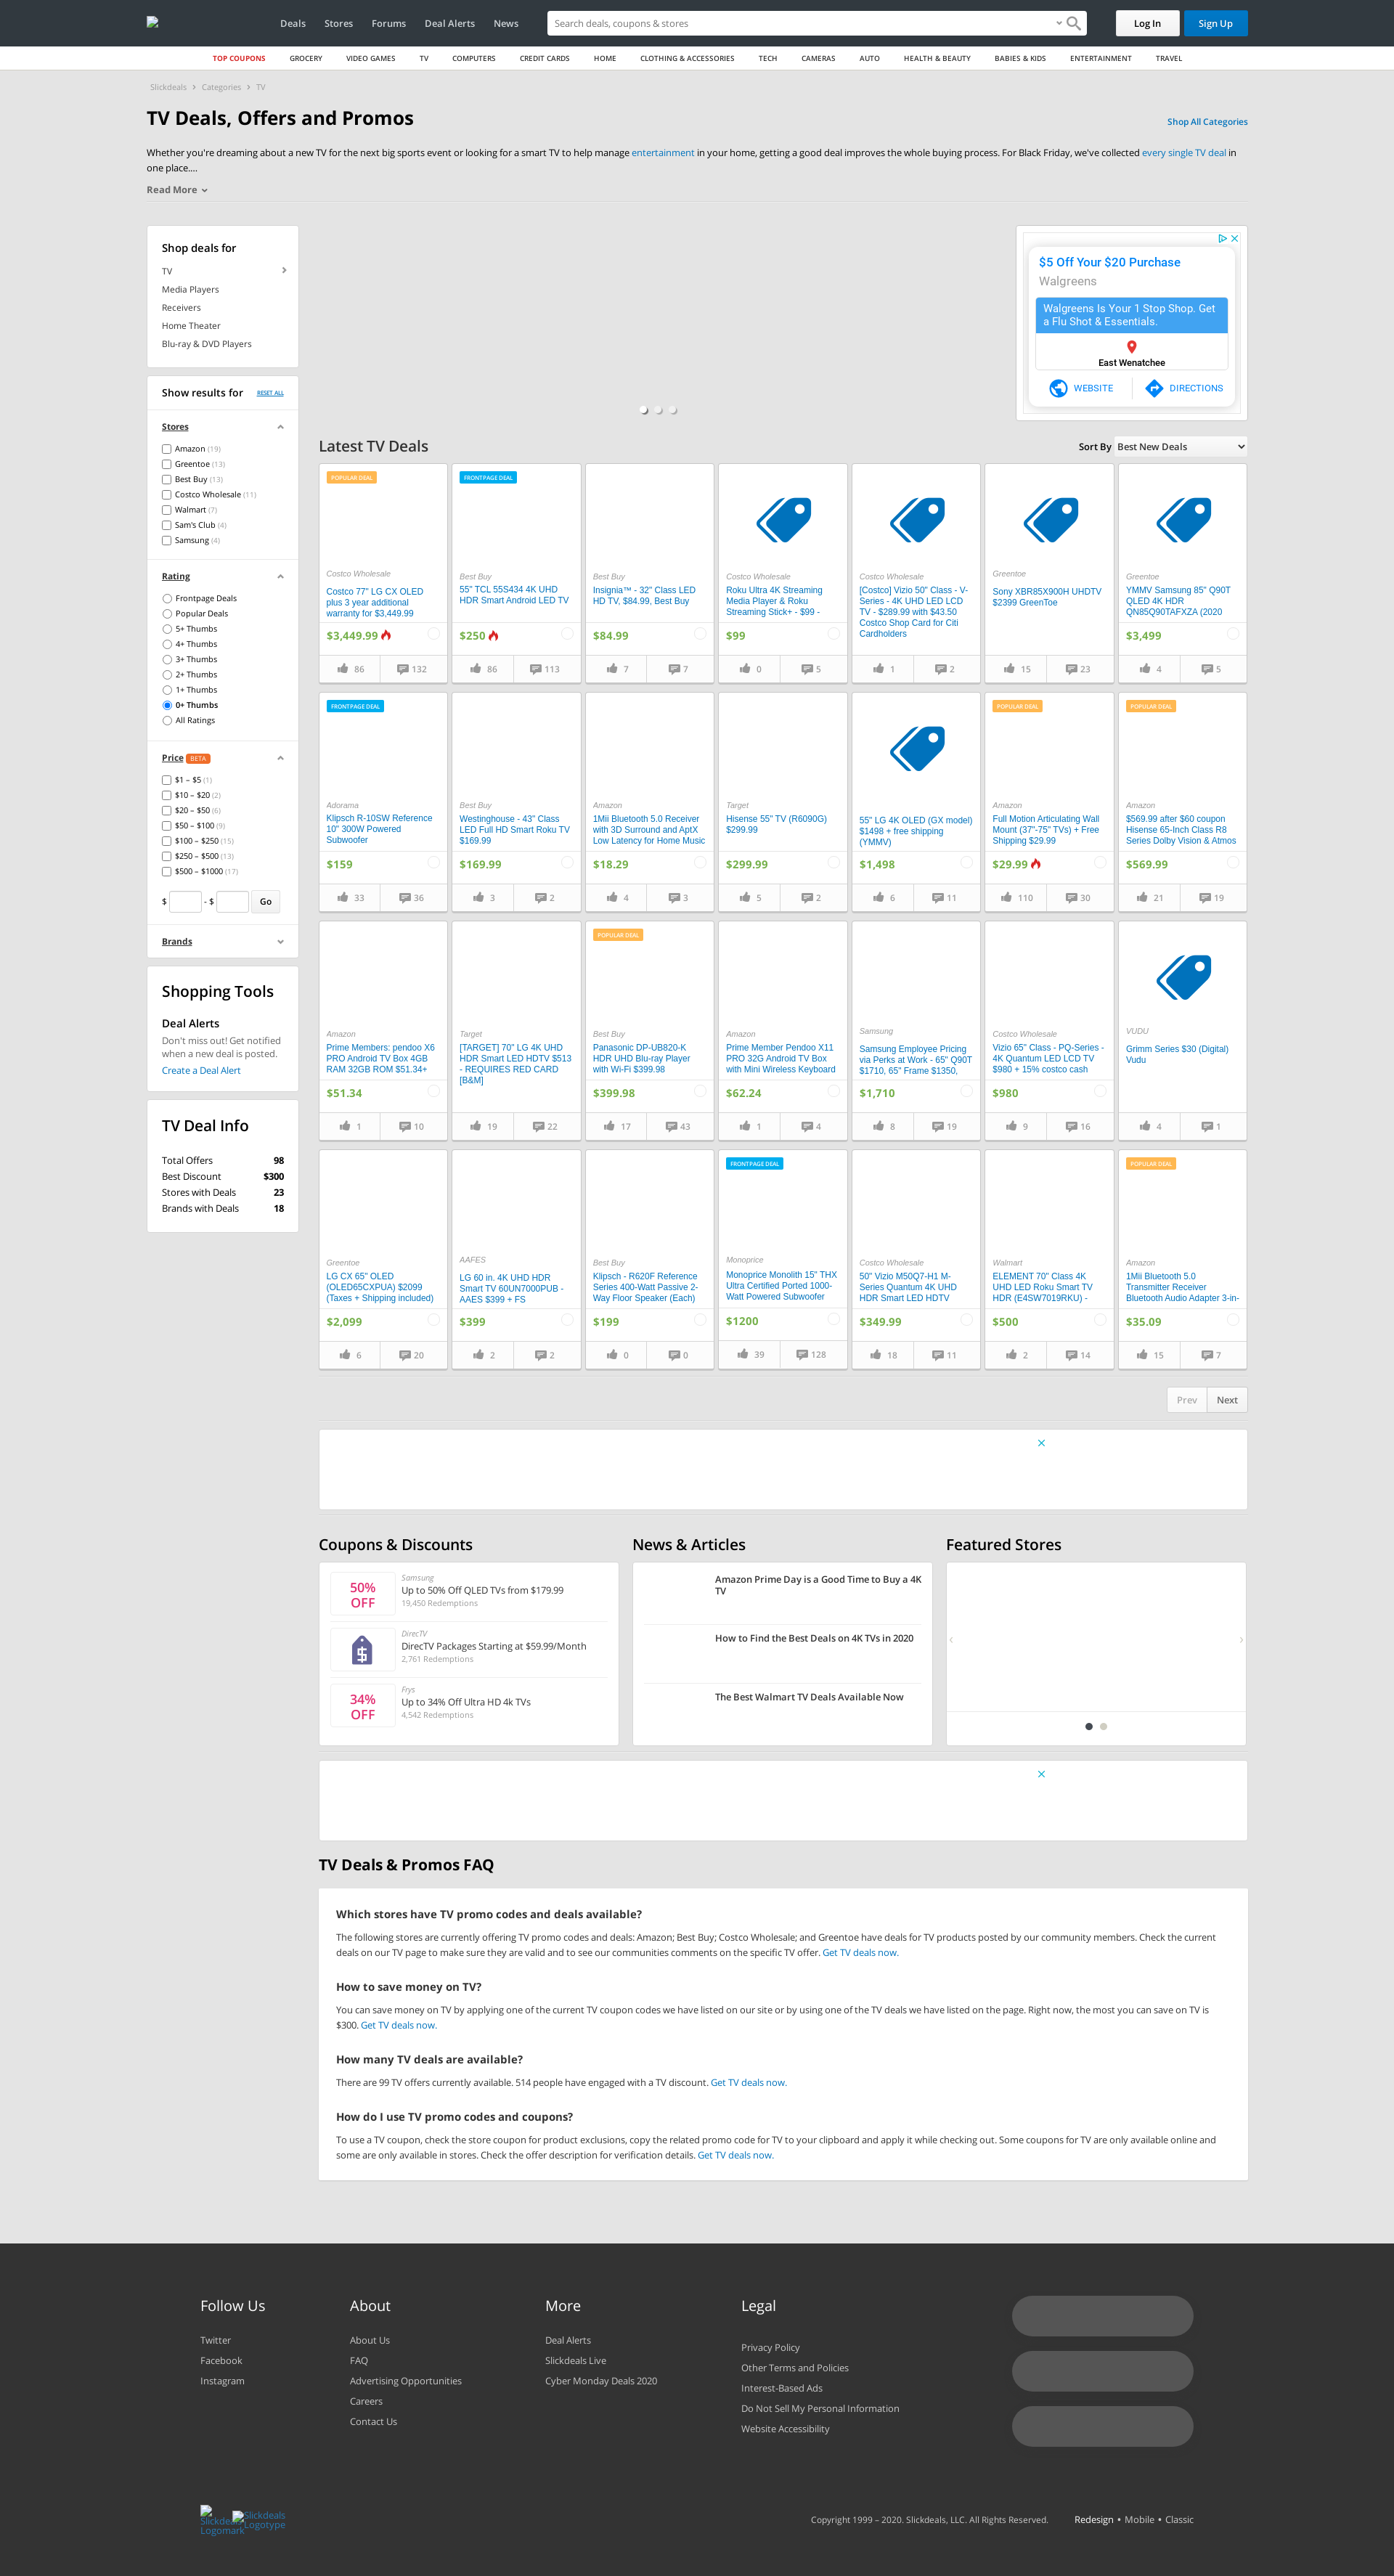 Deals Stores Forums Deal Alerts News
Search deals, coupons & stores
Log In Sign Up
TOP COUPONS GROCERY VIDEO GAMES TV COMPUTERS CREDIT CARDS HOME CLOTHING & ACCESSORIES TECH CAMERAS AUTO HEALTH & BEAUTY BABIES & KIDS ENTERTAINMENT TRAVEL
Slickdeals › Categories › TV
TV Deals, Offers and Promos
Shop All Categories
Whether you're dreaming about a new TV for the next big sports event or looking for a smart TV to help manage entertainment in your home, getting a good deal improves the whole buying process. For Black Friday, we've collected every single TV deal in
one place....
Read More
Shop deals for
TV
Media Players
Receivers
Home Theater
Blu-ray & DVD Players
Show results for RESET ALL
Stores
Amazon (19)
Greentoe (13)
Best Buy (13)
Costco Wholesale (11)
Walmart (7)
Sam's Club (4)
Samsung (4)
Rating
Frontpage Deals
Popular Deals
5+ Thumbs
4+ Thumbs
3+ Thumbs
2+ Thumbs
1+ Thumbs
0+ Thumbs
All Ratings
Price BETA
$1 – $5 (1)
$10 – $20 (2)
$20 – $50 (6)
$50 – $100 (9)
$100 – $250 (15)
$250 – $500 (13)
$500 – $1000 (17)
$ - $ Go
Brands
Shopping Tools
Deal Alerts
Don't miss out! Get notified
when a new deal is posted.
Create a Deal Alert
TV Deal Info
Total Offers 98
Best Discount $300
Stores with Deals 23
Brands with Deals 18
$5 Off Your $20 Purchase
Walgreens
Walgreens Is Your 1 Stop Shop. Get
a Flu Shot & Essentials.
East Wenatchee
WEBSITE DIRECTIONS
Latest TV Deals
Sort By Best New Deals
POPULAR DEAL
Costco Wholesale
Costco 77" LG CX OLED
plus 3 year additional
warranty for $3,449.99
$3,449.99
86 132
FRONTPAGE DEAL
Best Buy
55" TCL 55S434 4K UHD
HDR Smart Android LED TV
$250
86 113
Best Buy
Insignia™ - 32" Class LED
HD TV, $84.99, Best Buy
$84.99
7 7
Costco Wholesale
Roku Ultra 4K Streaming
Media Player & Roku
Streaming Stick+ - $99 -
$99
0 5
Costco Wholesale
[Costco] Vizio 50" Class - V-
Series - 4K UHD LED LCD
TV - $289.99 with $43.50
Costco Shop Card for Citi
Cardholders
1 2
Greentoe
Sony XBR85X900H UHDTV
$2399 GreenToe
15 23
Greentoe
YMMV Samsung 85" Q90T
QLED 4K HDR
QN85Q90TAFXZA (2020
$3,499
4 5
FRONTPAGE DEAL
Adorama
Klipsch R-10SW Reference
10" 300W Powered
Subwoofer
$159
33 36
Best Buy
Westinghouse - 43" Class
LED Full HD Smart Roku TV
$169.99
$169.99
3 2
Amazon
1Mii Bluetooth 5.0 Receiver
with 3D Surround and AptX
Low Latency for Home Music
$18.29
4 3
Target
Hisense 55" TV (R6090G)
$299.99
$299.99
5 2
55" LG 4K OLED (GX model)
$1498 + free shipping
(YMMV)
$1,498
6 11
POPULAR DEAL
Amazon
Full Motion Articulating Wall
Mount (37"-75" TVs) + Free
Shipping $29.99
$29.99
110 30
POPULAR DEAL
Amazon
$569.99 after $60 coupon
Hisense 65-Inch Class R8
Series Dolby Vision & Atmos
$569.99
21 19
Amazon
Prime Members: pendoo X6
PRO Android TV Box 4GB
RAM 32GB ROM $51.34+
$51.34
1 10
Target
[TARGET] 70" LG 4K UHD
HDR Smart LED HDTV $513
- REQUIRES RED CARD
[B&M]
19 22
POPULAR DEAL
Best Buy
Panasonic DP-UB820-K
HDR UHD Blu-ray Player
with Wi-Fi $399.98
$399.98
17 43
Amazon
Prime Member Pendoo X11
PRO 32G Android TV Box
with Mini Wireless Keyboard
$62.24
1 4
Samsung
Samsung Employee Pricing
via Perks at Work - 65" Q90T
$1710, 65" Frame $1350,
$1,710
8 19
Costco Wholesale
Vizio 65" Class - PQ-Series -
4K Quantum LED LCD TV
$980 + 15% costco cash
$980
9 16
VUDU
Grimm Series $30 (Digital)
Vudu
4 1
Greentoe
LG CX 65" OLED
(OLED65CXPUA) $2099
(Taxes + Shipping included)
$2,099
6 20
AAFES
LG 60 in. 4K UHD HDR
Smart TV 60UN7000PUB -
AAES $399 + FS
$399
2 2
Best Buy
Klipsch - R620F Reference
Series 400-Watt Passive 2-
Way Floor Speaker (Each)
$199
0 0
FRONTPAGE DEAL
Monoprice
Monoprice Monolith 15" THX
Ultra Certified Ported 1000-
Watt Powered Subwoofer
$1200
39 128
Costco Wholesale
50" Vizio M50Q7-H1 M-
Series Quantum 4K UHD
HDR Smart LED HDTV
$349.99
18 11
Walmart
ELEMENT 70" Class 4K
UHD LED Roku Smart TV
HDR (E4SW7019RKU) -
$500
2 14
POPULAR DEAL
Amazon
1Mii Bluetooth 5.0
Transmitter Receiver
Bluetooth Audio Adapter 3-in-
$35.09
15 7
Prev Next
Coupons & Discounts
50%
OFF
Samsung
Up to 50% Off QLED TVs from $179.99
19,450 Redemptions
DirecTV
DirecTV Packages Starting at $59.99/Month
2,761 Redemptions
34%
OFF
Frys
Up to 34% Off Ultra HD 4k TVs
4,542 Redemptions
News & Articles
Amazon Prime Day is a Good Time to Buy a 4K
TV
How to Find the Best Deals on 4K TVs in 2020
The Best Walmart TV Deals Available Now
Featured Stores
TV Deals & Promos FAQ
Which stores have TV promo codes and deals available?
The following stores are currently offering TV promo codes and deals: Amazon; Best Buy; Costco Wholesale; and Greentoe have deals for TV products posted by our community members. Check the current
deals on our TV page to make sure they are valid and to see our communities comments on the specific TV offer. Get TV deals now.
How to save money on TV?
You can save money on TV by applying one of the current TV coupon codes we have listed on our site or by using one of the TV deals we have listed on the page. Right now, the most you can save on TV is
$300. Get TV deals now.
How many TV deals are available?
There are 99 TV offers currently available. 514 people have engaged with a TV discount. Get TV deals now.
How do I use TV promo codes and coupons?
To use a TV coupon, check the store coupon for product exclusions, copy the related promo code for TV to your clipboard and apply it while checking out. Some coupons for TV are only available online and
some are only available in stores. Check the offer description for verification details. Get TV deals now.
Follow Us
Twitter
Facebook
Instagram
About
About Us
FAQ
Advertising Opportunities
Careers
Contact Us
More
Deal Alerts
Slickdeals Live
Cyber Monday Deals 2020
Legal
Privacy Policy
Other Terms and Policies
Interest-Based Ads
Do Not Sell My Personal Information
Website Accessibility
Slickdeals
Logomark
Slickdeals
Logotype
Copyright 1999 – 2020. Slickdeals, LLC. All Rights Reserved.
Redesign • Mobile • Classic